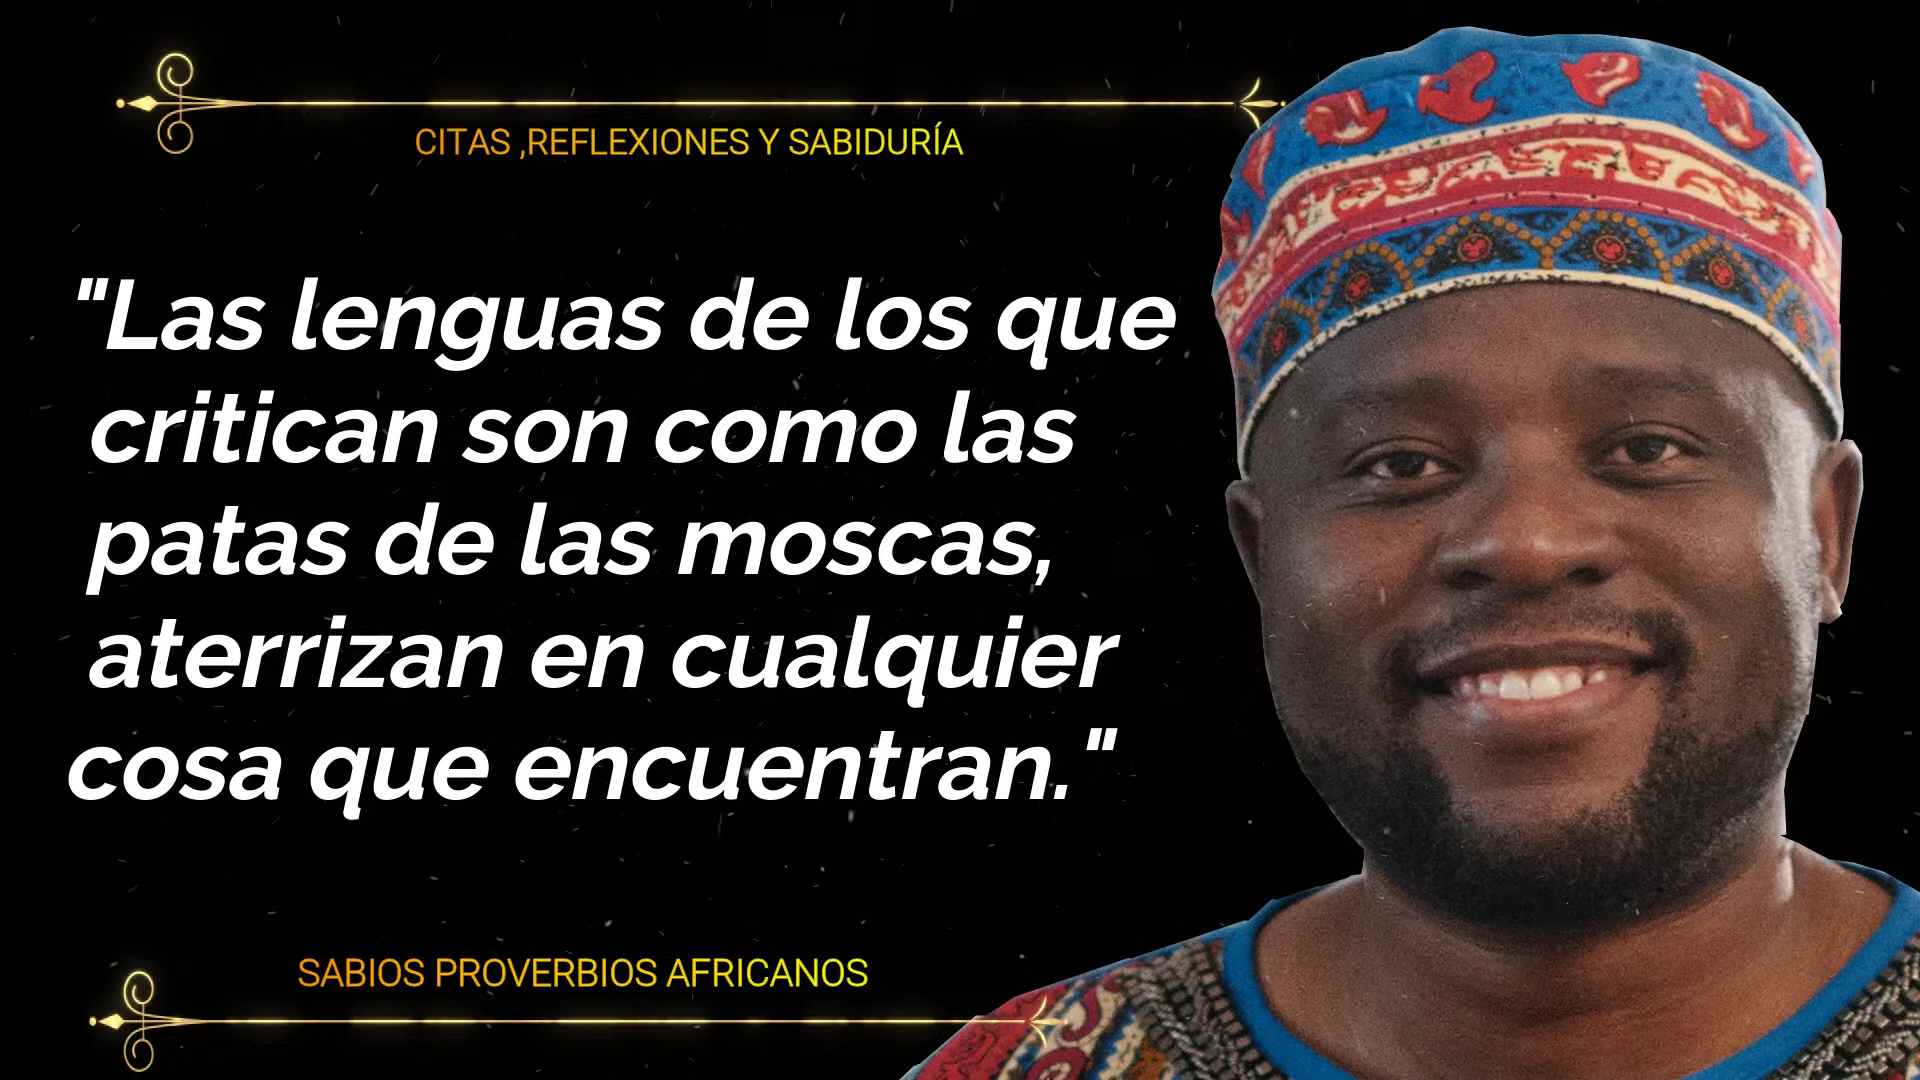 CITAS ,REFLEXIONES Y SABIDURÍA
"Las lenguas de los que
critican son como las
patas de las moscas,
aterrizan en cualquier
cosa que encuentran."
SABIOS PROVERBIOS AFRICANOS